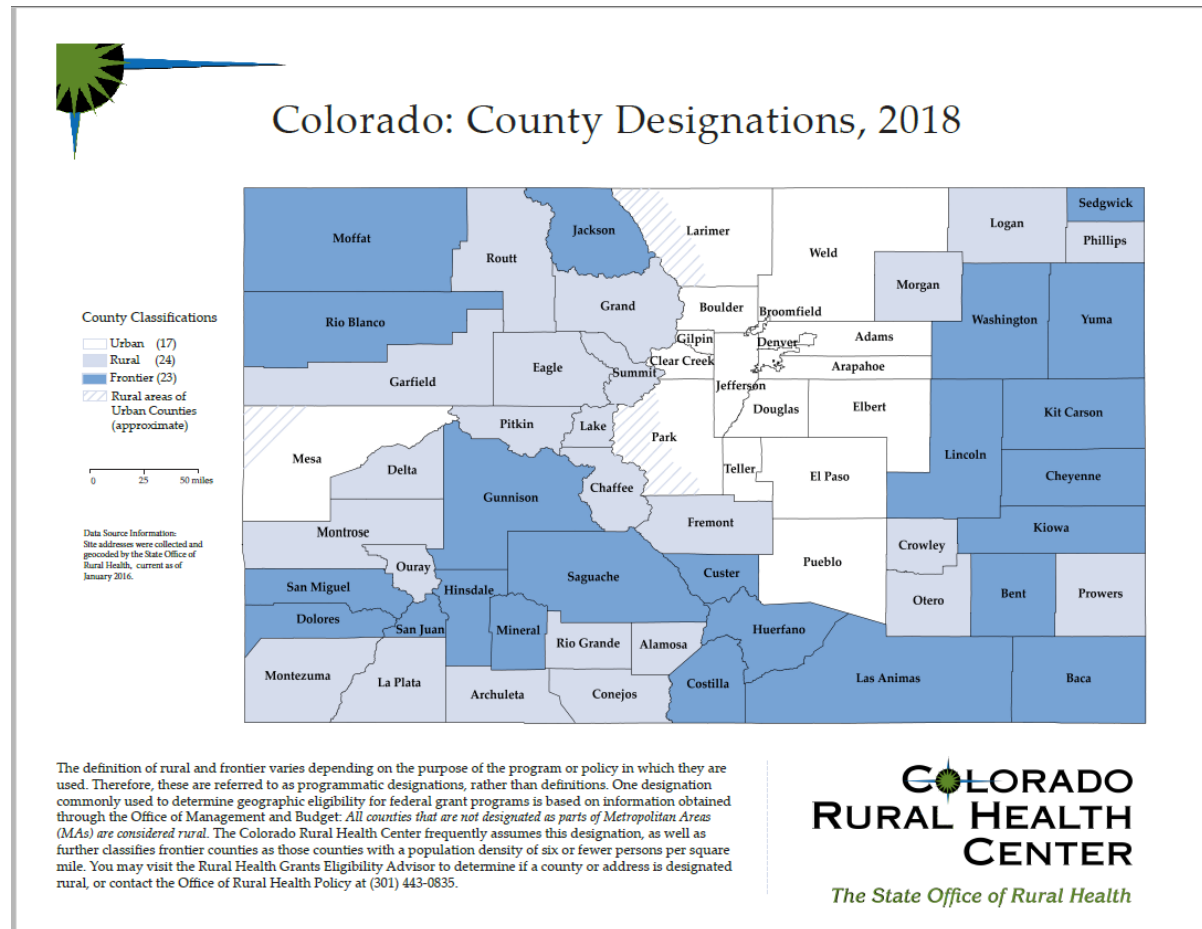 Colorado: County Designations, 2018
Sedgwick
Logan
Phillips
Jackson
Larimer
Moffat
Weld
Routt
Morgan
Grand
Boulder
Broomfield
Washington
Yuma
Rio Blanco
Gilpin
Denver
Adams
Clear Creek
Eagle
Summit
Arapahoe
Garfield
Jefferson
Douglas
Elbert
Kit Carson
Pitkin
Lake
Park
Mesa
Lincoln
Delta
Teller
El Paso
Cheyenne
Gunnison
Chaffee
Fremont
Kiowa
Montrose
Crowley
Ouray
Pueblo
Saguache
Custer
San Miguel
Hinsdale
Otero
Bent
Prowers
Dolores
San Juan
Mineral
Huerfano
Rio Grande
Alamosa
Montezuma
La Plata
Archuleta
Conejos
Costilla
Las Animas
Baca
County Classifications
Urban (17)
Rural (24)
Frontier (23)
Rural areas of
Urban Counties
(approximate)
0 25 50 miles
Data Source Information:
Site addresses were collected and
geocoded by the State Office of
Rural Health, current as of
January 2016.
The definition of rural and frontier varies depending on the purpose of the program or policy in which they are
used. Therefore, these are referred to as programmatic designations, rather than definitions. One designation
commonly used to determine geographic eligibility for federal grant programs is based on information obtained
through the Office of Management and Budget: All counties that are not designated as parts of Metropolitan Areas
(MAs) are considered rural. The Colorado Rural Health Center frequently assumes this designation, as well as
further classifies frontier counties as those counties with a population density of six or fewer persons per square
mile. You may visit the Rural Health Grants Eligibility Advisor to determine if a county or address is designated
rural, or contact the Office of Rural Health Policy at (301) 443-0835.
COLORADO
RURAL HEALTH
CENTER
The State Office of Rural Health